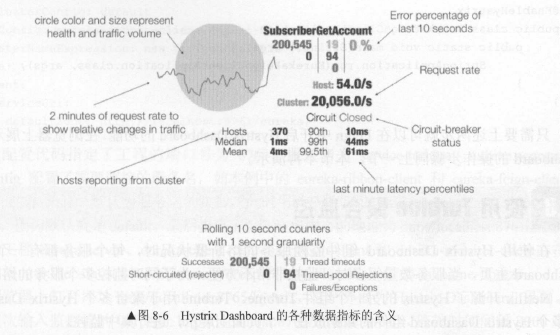 circle color and size represent
health and traffic volume
SubscriberGetAccount
200,545 19 0 %
0 94
0
Host: 54.0/s
Cluster: 20,056.0/s
Circuit Closed
Hosts 370 90th 10ms
Median 1ms 99th 44ms
Mean 4ms 99.5th 61ms
Error percentage of
last 10 seconds
Request rate
2 minutes of request rate to
show relative changes in traffic
Circuit-breaker
status
hosts reporting from cluster
last minute latency percentiles
Rolling 10 second counters
with 1 second granularity
Successes 200,545 19 Thread timeouts
Short-circuited (rejected) 0 94 Thread-pool Rejections
0 Failures/Exceptions
▲图 8-6 Hystrix Dashboard 的各种数据指标的含义